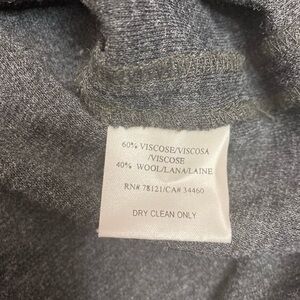 60% VISCOSE/VISCOSA
/VISCOSE
40% WOOL/LANA/LAINE
RN# 78121/CA# 34460
DRY CLEAN ONLY